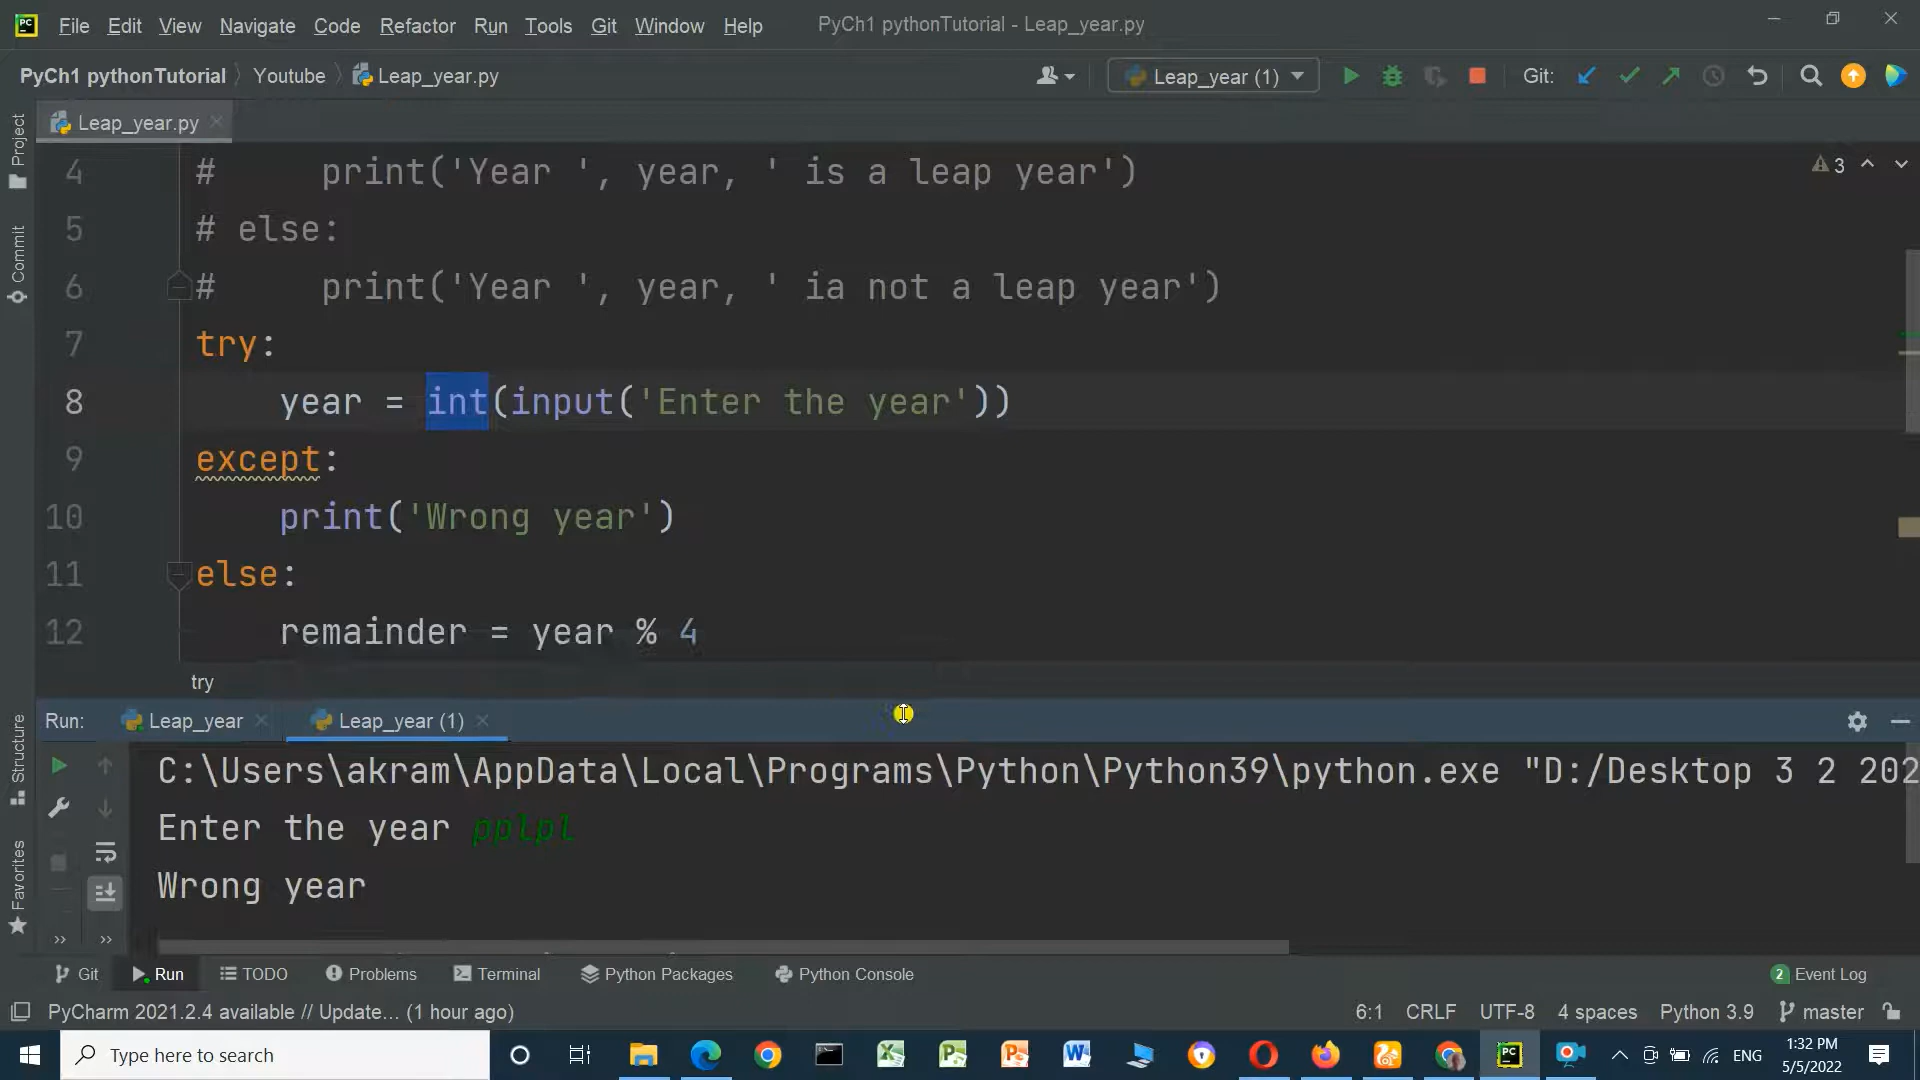 File Edit View Navigate Code Refactor Run Tools Git Window Help PyCh1 pythonTutorial - Leap_year.py
PyCh1 pythonTutorial Youtube Leap_year.py Leap_year (1) Git:
Leap_year.py
Project
Commit
Structure
Favorites
4 #     print('Year ', year, ' is a leap year')
3
5 # else:
6 #     print('Year ', year, ' ia not a leap year')
7 try:
8     year = int(input('Enter the year'))
9 except:
10     print('Wrong year')
11 else:
12     remainder = year % 4
try
Run: Leap_year Leap_year (1)
C:\Users\akram\AppData\Local\Programs\Python\Python39\python.exe "D:/Desktop 3 2 202
Enter the year pplpl
Wrong year
Git Run TODO Problems Terminal Python Packages Python Console 2 Event Log
PyCharm 2021.2.4 available // Update... (1 hour ago) 6:1 CRLF UTF-8 4 spaces Python 3.9 master
Type here to search ENG 1:32 PM
5/5/2022